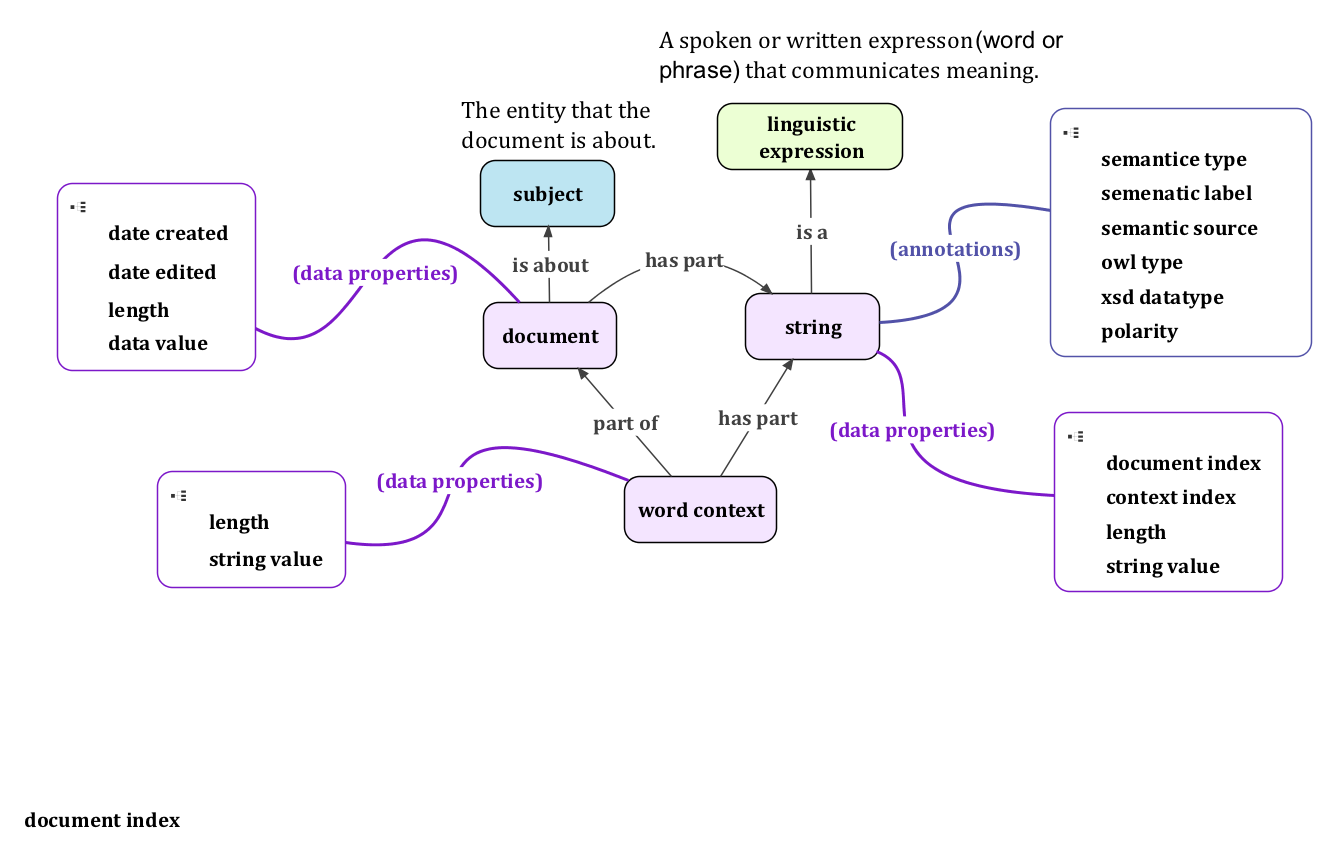 A spoken or written expresson(word or
phrase) that communicates meaning.
The entity that the
document is about.
linguistic
expression
subject
semantice type
semenatic label
semantic source
owl type
xsd datatype
polarity
date created
date edited
length
data value
(data properties)
is about
has part
is a
(annotations)
document
string
part of
has part
(data properties)
(data properties)
word context
length
string value
document index
context index
length
string value
document index